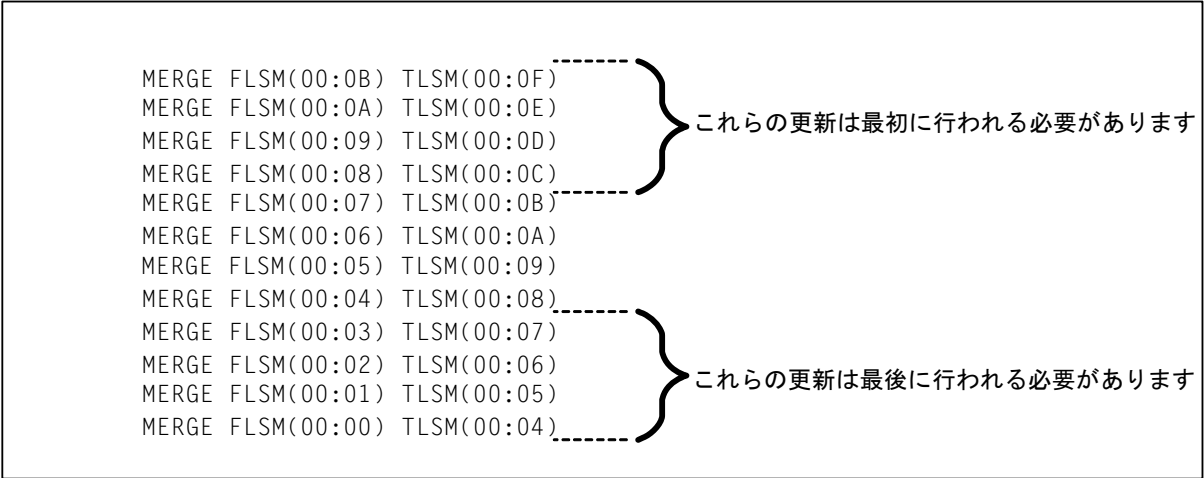 MERGE FLSM(00:0B) TLSM(00:0F)
MERGE FLSM(00:0A) TLSM(00:0E)
これらの更新は最初に行われる必要があります
MERGE FLSM(00:09) TLSM(00:0D)
MERGE FLSM(00:08) TLSM(00:0C)
MERGE FLSM(00:07) TLSM(00:0B)
MERGE FLSM(00:06) TLSM(00:0A)
MERGE FLSM(00:05) TLSM(00:09)
MERGE FLSM(00:04) TLSM(00:08)
MERGE FLSM(00:03) TLSM(00:07)
MERGE FLSM(00:02) TLSM(00:06)
これらの更新は最後に行われる必要があります
MERGE FLSM(00:01) TLSM(00:05)
MERGE FLSM(00:00) TLSM(00:04)